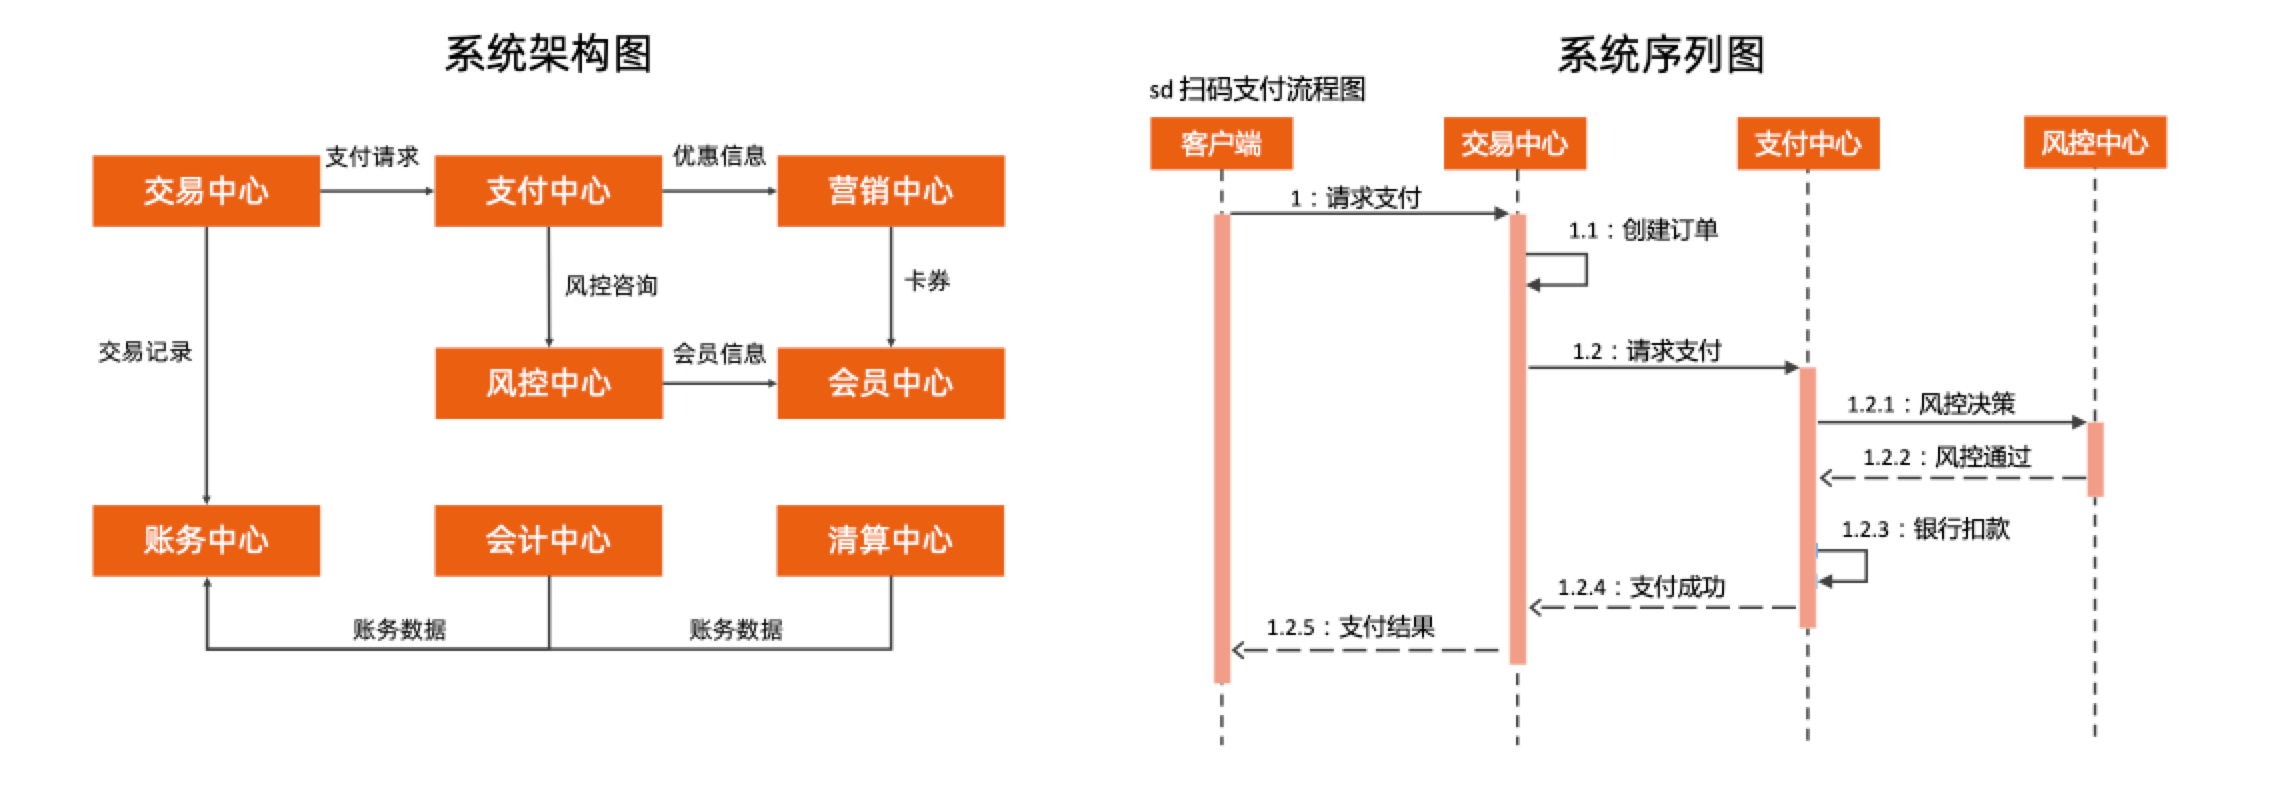 系统架构图
支付请求
优惠信息
交易中心
支付中心
营销中心
风控咨询
卡券
交易记录
会员信息
风控中心
会员中心
账务中心
会计中心
清算中心
账务数据
账务数据
系统序列图
sd 扫码支付流程图
客户端
交易中心
支付中心
风控中心
1：请求支付
1.1：创建订单
1.2：请求支付
1.2.1：风控决策
1.2.2：风控通过
1.2.3：银行扣款
1.2.4：支付成功
1.2.5：支付结果